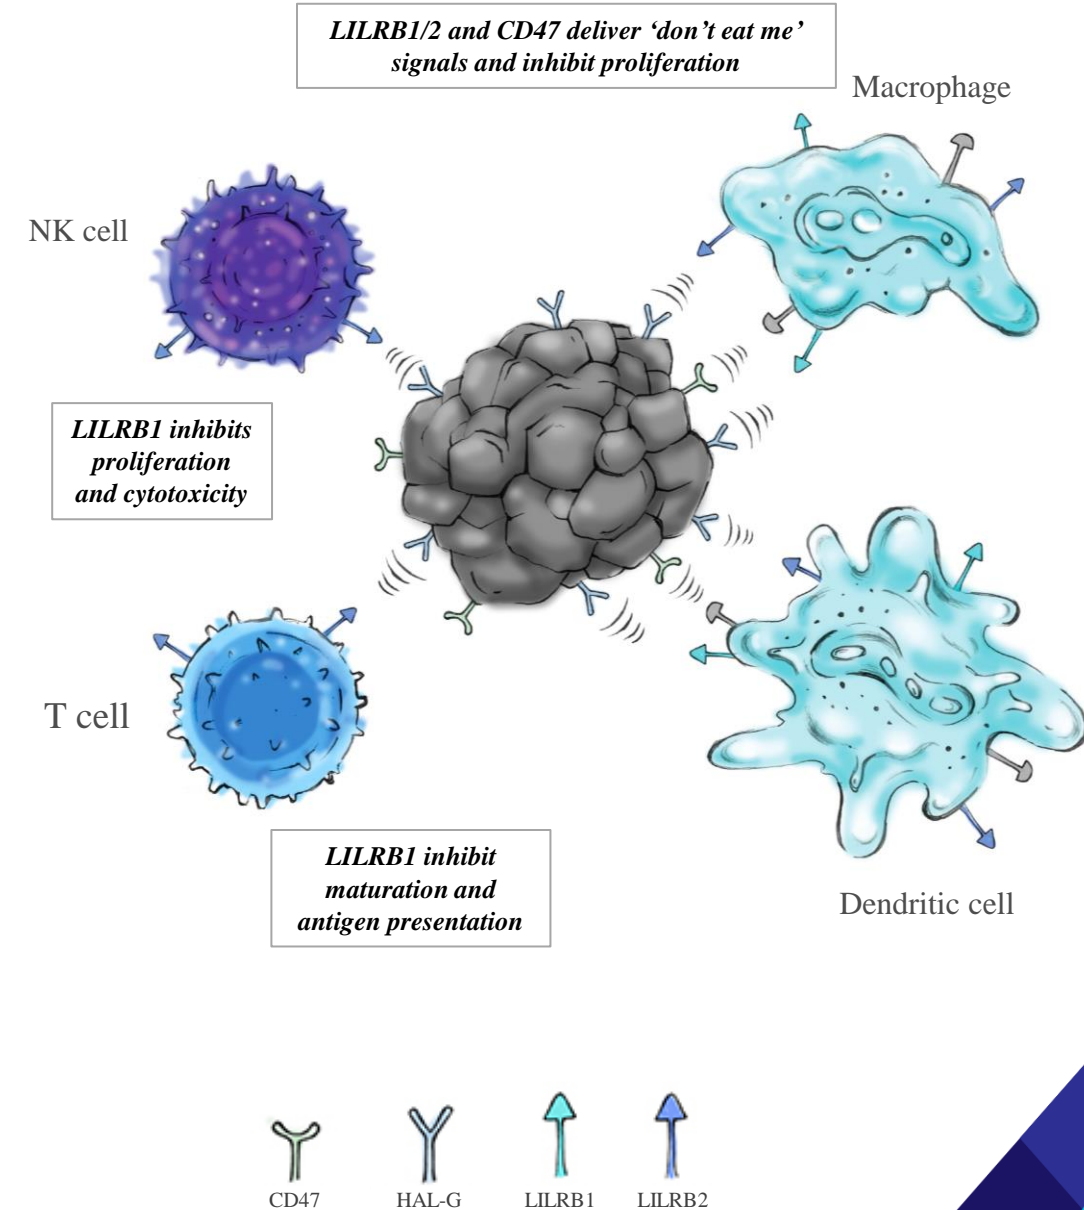 LILRB1/2 and CD47 deliver ‘don’t eat me’
signals and inhibit proliferation
Macrophage
NK cell
LILRB1 inhibits
proliferation
and cytotoxicity
T cell
LILRB1 inhibit
maturation and
antigen presentation
Dendritic cell
CD47
HAL-G
LILRB1
LILRB2